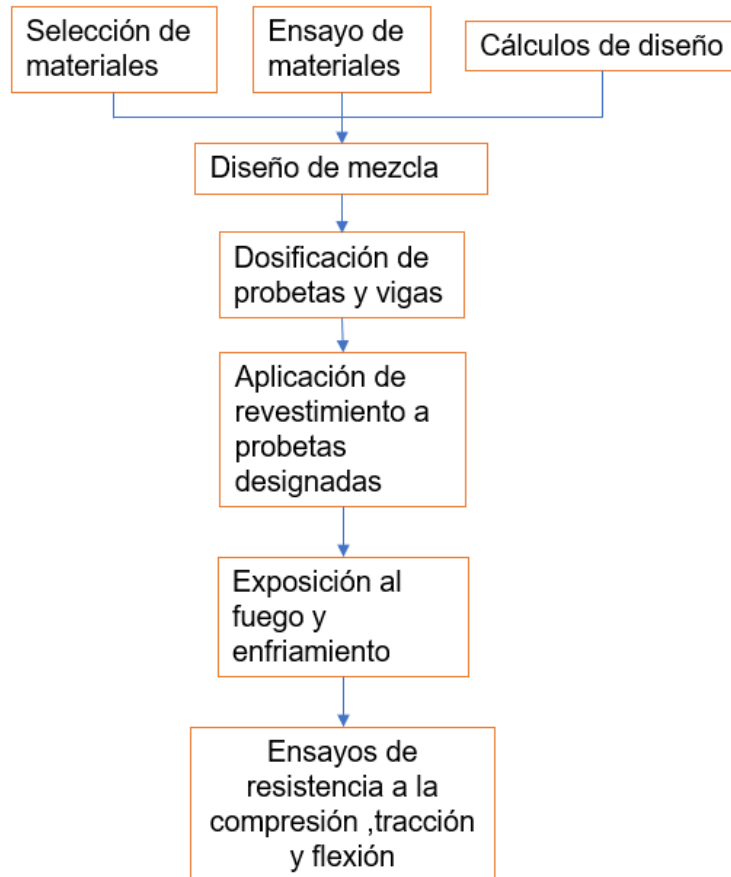 Selección de
materiales
Ensayo de
materiales
Cálculos de diseño
Diseño de mezcla
Dosificación de
probetas y vigas
Aplicación de
revestimiento a
probetas
designadas
Exposición al
fuego y
enfriamiento
Ensayos de
resistencia a la
compresión ,tracción
y flexión